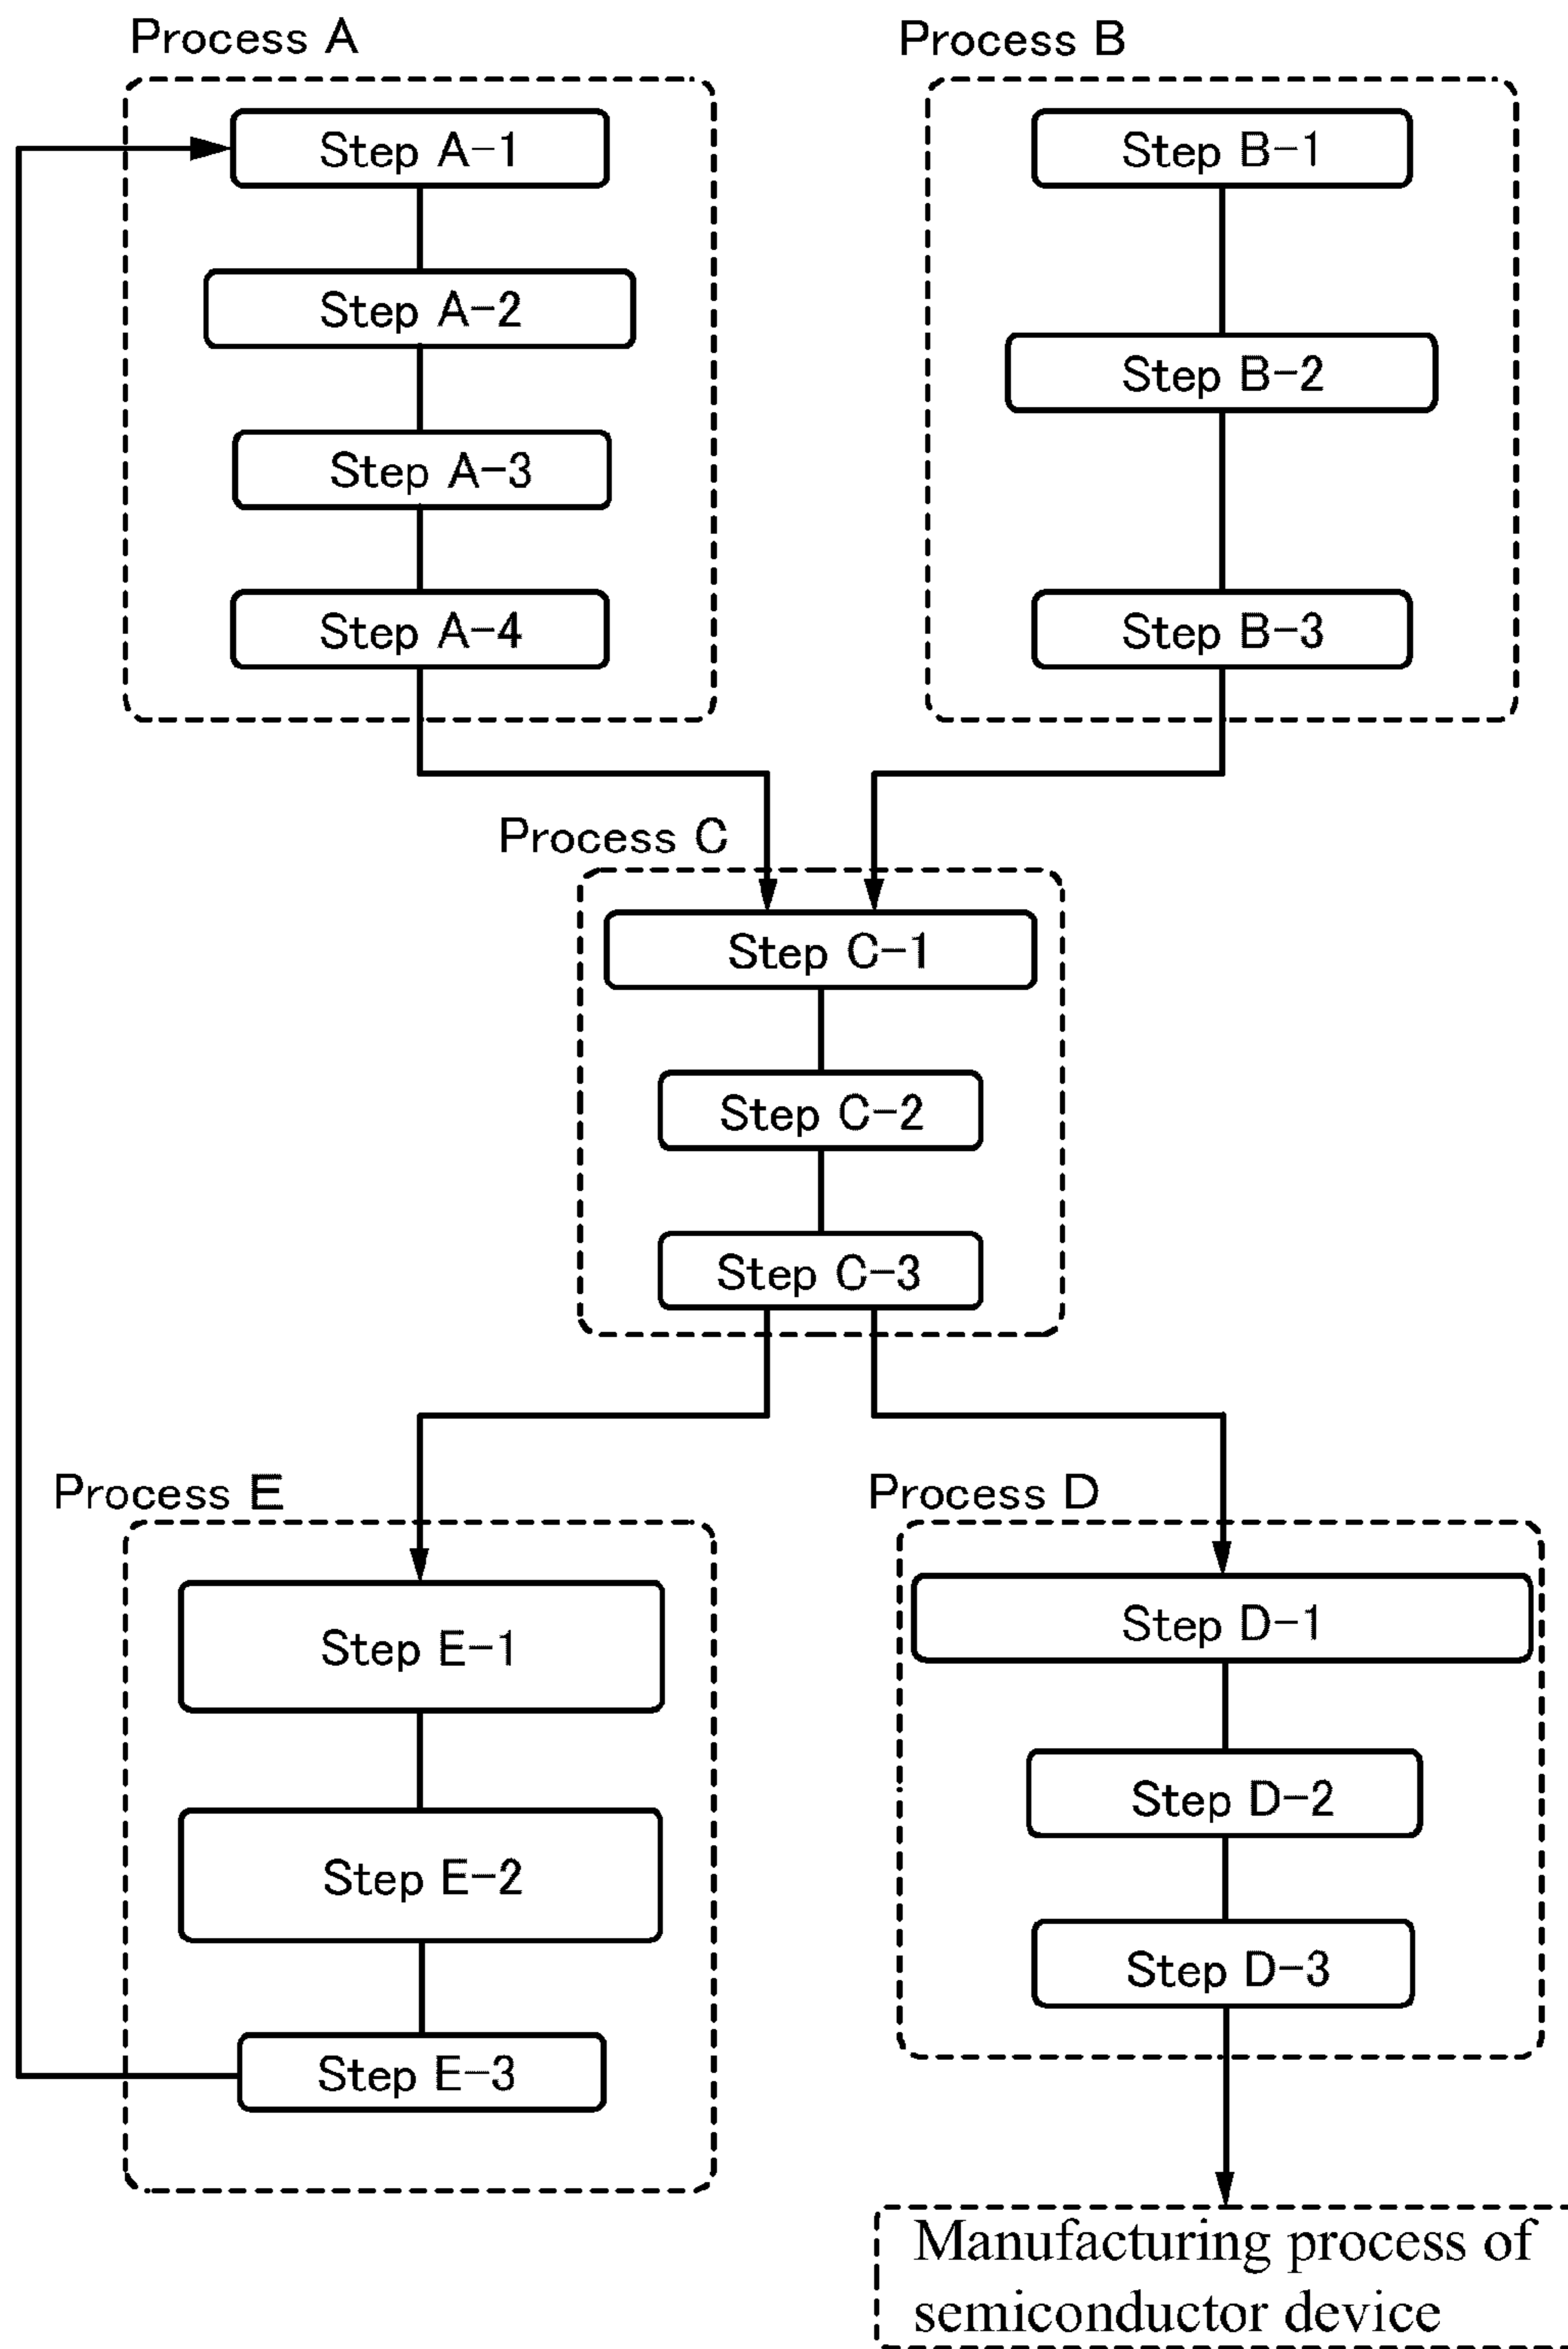 Process A
Step A-1
Step A-2
Step A-3
Step A-4
Process B
Step B-1
Step B-2
Step B-3
Process C
Step C-1
Step C-2
Step C-3
Process E
Step E-1
Step E-2
Step E-3
Process D
Step D-1
Step D-2
Step D-3
Manufacturing process of
semiconductor device